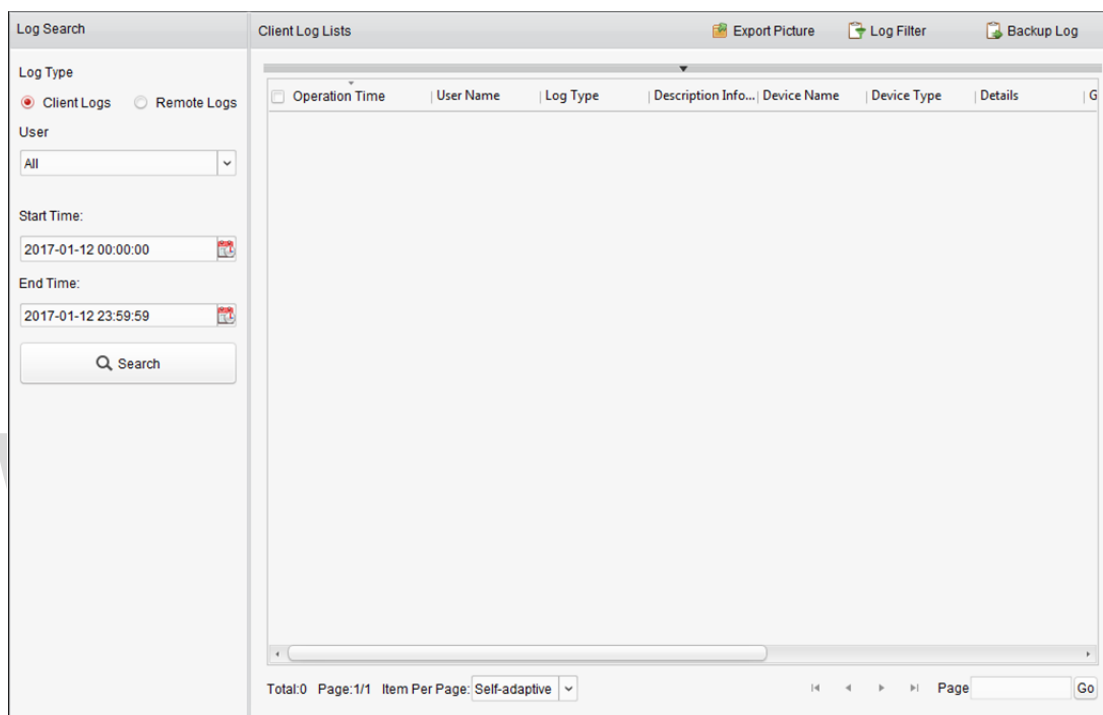 Log Search
Client Log Lists
Export Picture
Log Filter
Backup Log
Log Type
Client Logs
Remote Logs
User
All
Start Time:
2017-01-12 00:00:00
End Time:
2017-01-12 23:59:59
Search
Operation Time
User Name
Log Type
Description Info...
Device Name
Device Type
Details
G
Total:0 Page:1/1 Item Per Page: Self-adaptive
Page
Go